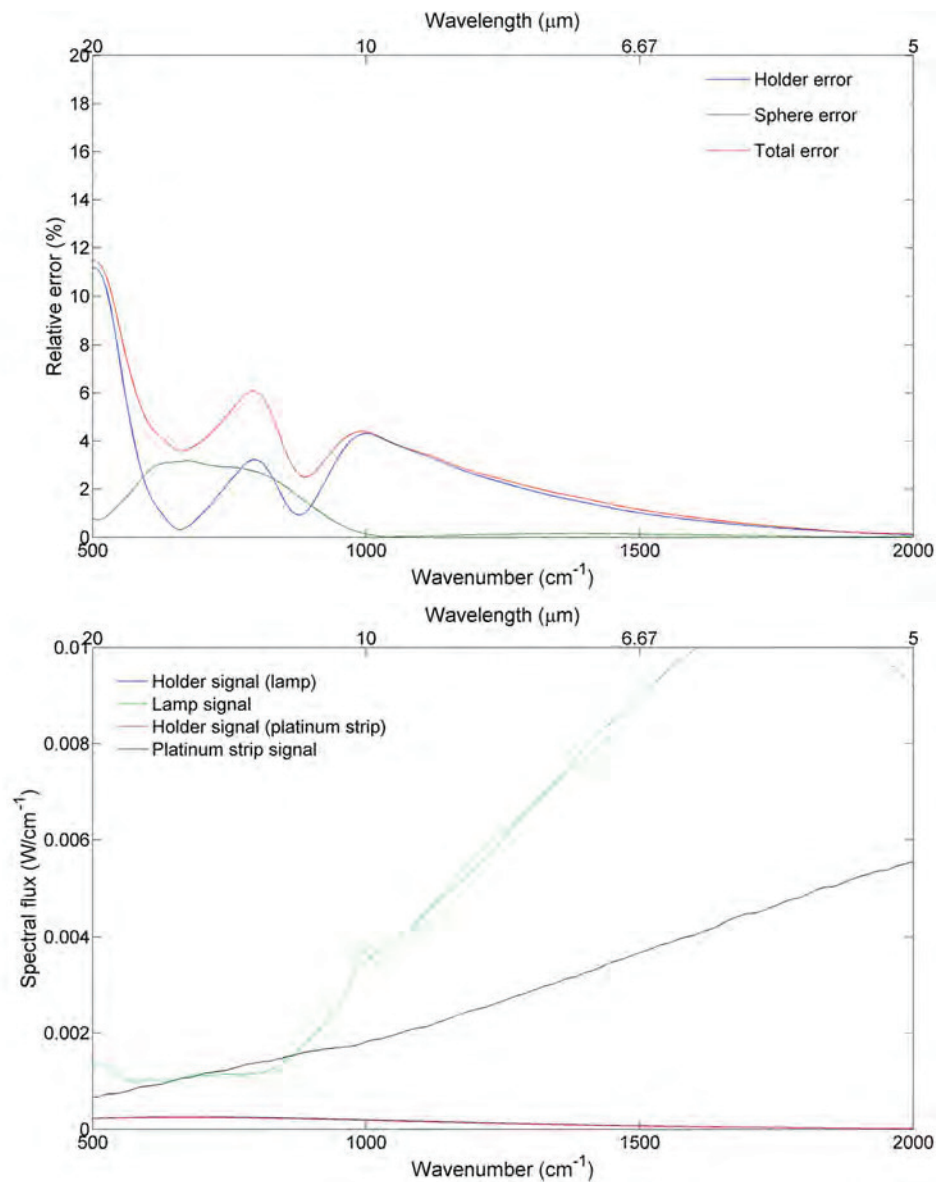 Wavelength (μm)
20 10 6.67 5
20
18
16
14
12
10
8
6
4
2
0
Relative error (%)
Holder error
Sphere error
Total error
500 1000 1500 2000
Wavenumber (cm⁻¹)
Wavelength (μm)
20 10 6.67 5
0.01
0.008
0.006
0.004
0.002
0
Spectral flux (W/cm⁻¹)
Holder signal (lamp)
Lamp signal
Holder signal (platinum strip)
Platinum strip signal
500 1000 1500 2000
Wavenumber (cm⁻¹)